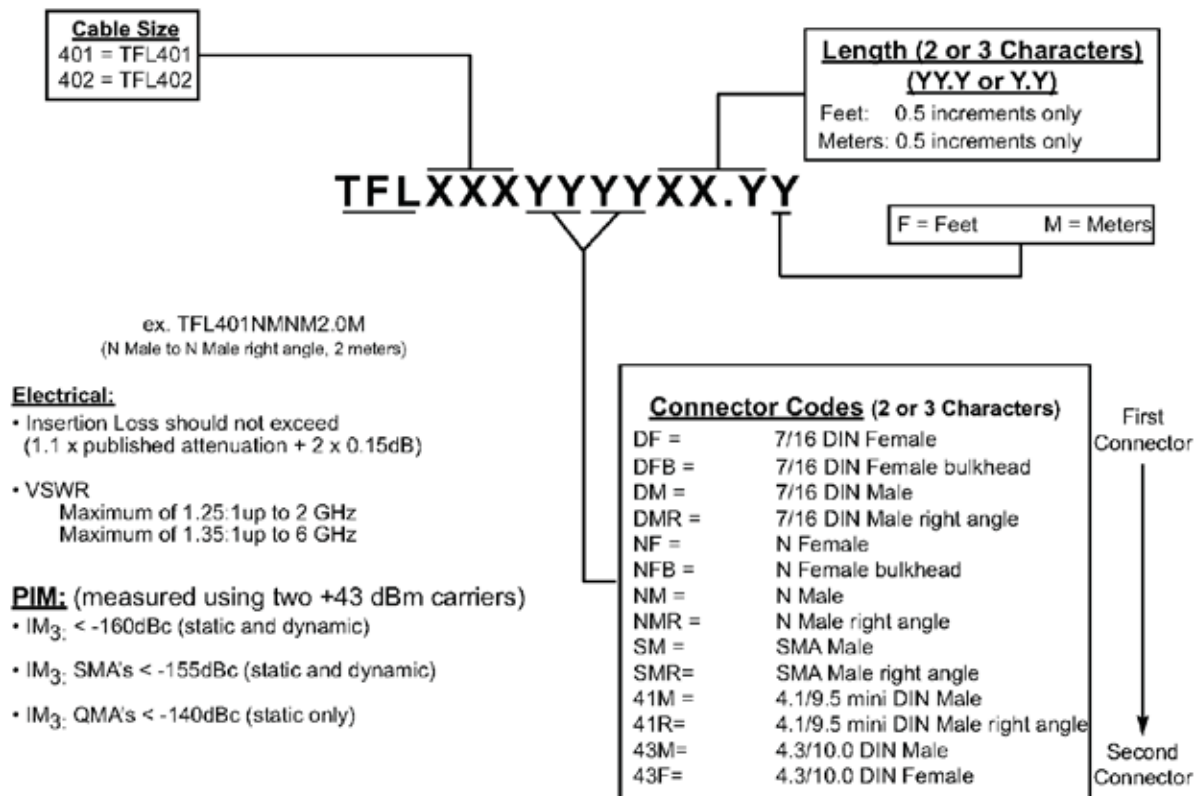 Cable Size
401 = TFL401
402 = TFL402
Length (2 or 3 Characters)
(YY.Y or Y.Y)
Feet: 0.5 increments only
Meters: 0.5 increments only
TFLXXXYYYYXX.YY
F = Feet M = Meters
ex. TFL401NMNM2.0M
(N Male to N Male right angle, 2 meters)
Electrical:
• Insertion Loss should not exceed
(1.1 x published attenuation + 2 x 0.15dB)
• VSWR
Maximum of 1.25:1up to 2 GHz
Maximum of 1.35:1up to 6 GHz
PIM: (measured using two +43 dBm carriers)
• IM3: < -160dBc (static and dynamic)
• IM3: SMA's < -155dBc (static and dynamic)
• IM3: QMA's < -140dBc (static only)
Connector Codes (2 or 3 Characters)
DF = 7/16 DIN Female
DFB = 7/16 DIN Female bulkhead
DM = 7/16 DIN Male
DMR = 7/16 DIN Male right angle
NF = N Female
NFB = N Female bulkhead
NM = N Male
NMR = N Male right angle
SM = SMA Male
SMR= SMA Male right angle
41M = 4.1/9.5 mini DIN Male
41R= 4.1/9.5 mini DIN Male right angle
43M= 4.3/10.0 DIN Male
43F= 4.3/10.0 DIN Female
First
Connector
Second
Connector